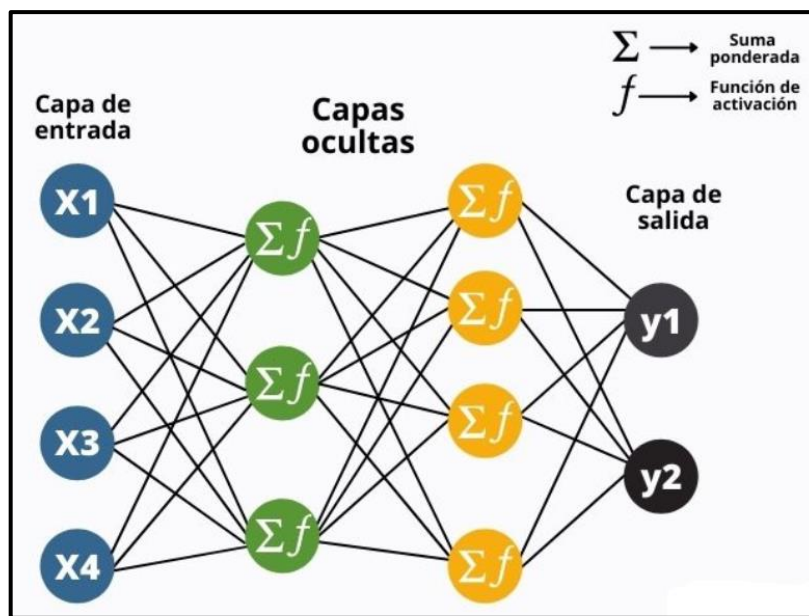 Σ → Suma
ponderada
f → Función de
activación
Capa de
entrada
Capas
ocultas
Capa de
salida
X1
X2
X3
X4
Σf
Σf
Σf
Σf
Σf
Σf
Σf
y1
y2